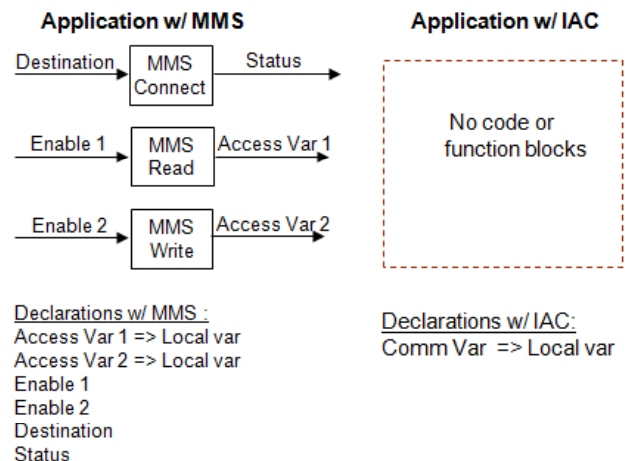 Application w/ MMS
Application w/ IAC
Destination
MMS
Connect
Status
Enable 1
MMS
Read
Access Var 1
Enable 2
MMS
Write
Access Var 2
No code or
function blocks
Declarations w/ MMS :
Access Var 1 => Local var
Access Var 2 => Local var
Enable 1
Enable 2
Destination
Status
Declarations w/ IAC:
Comm Var => Local var